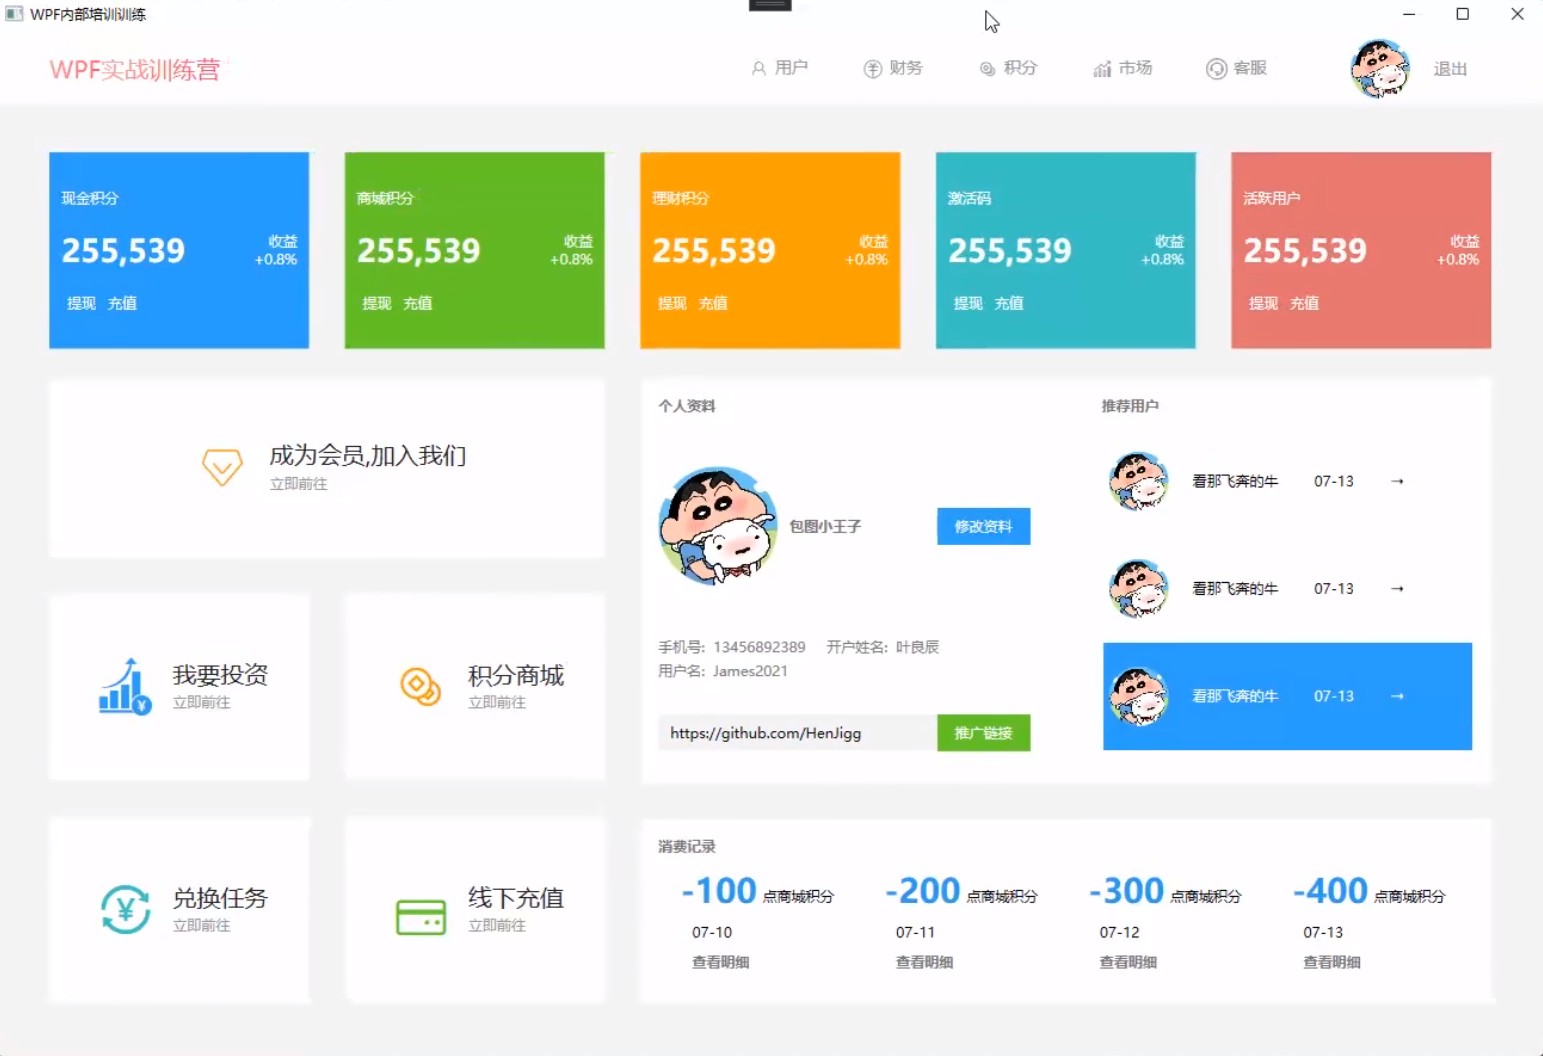 WPF内部培训训练
WPF实战训练营
用户
财务
积分
市场
客服
退出
现金积分
255,539
收益
+0.8%
提现 充值
商城积分
255,539
收益
+0.8%
提现 充值
理财积分
255,539
收益
+0.8%
提现 充值
激活码
255,539
收益
+0.8%
提现 充值
活跃用户
255,539
收益
+0.8%
提现 充值
成为会员,加入我们
立即前往
我要投资
立即前往
积分商城
立即前往
兑换任务
立即前往
线下充值
立即前往
个人资料
包图小王子
修改资料
手机号: 13456892389 开户姓名: 叶良辰
用户名: James2021
https://github.com/HenJigg
推广链接
推荐用户
看那飞奔的牛 07-13 →
看那飞奔的牛 07-13 →
看那飞奔的牛 07-13 →
消费记录
-100 点商城积分
07-10
查看明细
-200 点商城积分
07-11
查看明细
-300 点商城积分
07-12
查看明细
-400 点商城积分
07-13
查看明细